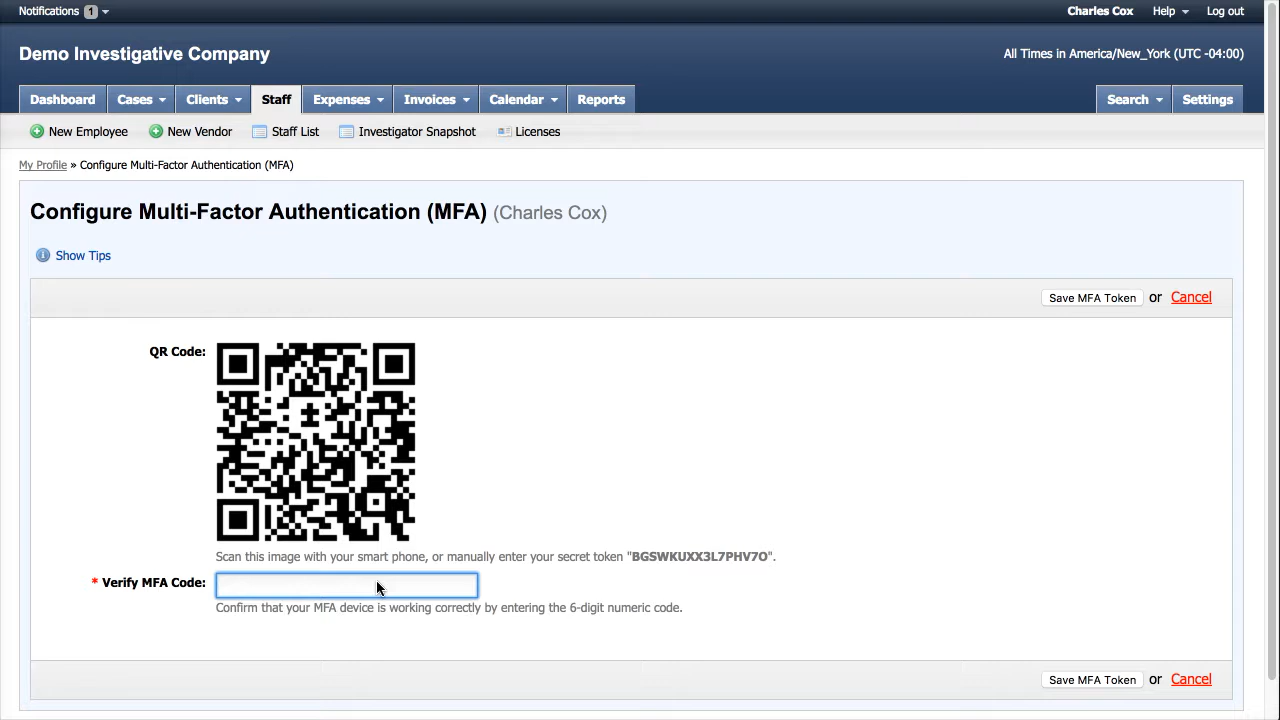 Notifications 1
Charles Cox Help Log out
Demo Investigative Company
All Times in America/New_York (UTC -04:00)
Dashboard Cases Clients Staff Expenses Invoices Calendar Reports Search Settings
New Employee New Vendor Staff List Investigator Snapshot Licenses
My Profile » Configure Multi-Factor Authentication (MFA)
Configure Multi-Factor Authentication (MFA) (Charles Cox)
i Show Tips
Save MFA Token or Cancel
QR Code:
Scan this image with your smart phone, or manually enter your secret token "BGSWKUXX3L7PHV7O".
* Verify MFA Code:
Confirm that your MFA device is working correctly by entering the 6-digit numeric code.
Save MFA Token or Cancel